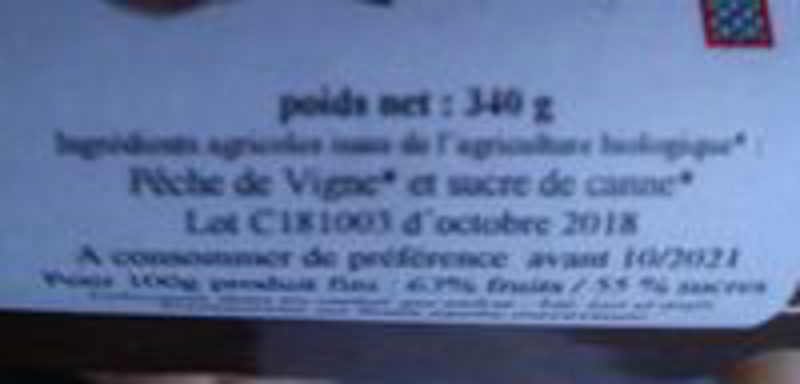 poids net : 340 g
Ingrédients agricoles issus de l'agriculture biologique* :
Pêche de Vigne* et sucre de canne*
Lot C181003 d'octobre 2018
A consommer de préférence avant 10/2021
Pour 100g produit fini : 63% fruits / 55 % sucres